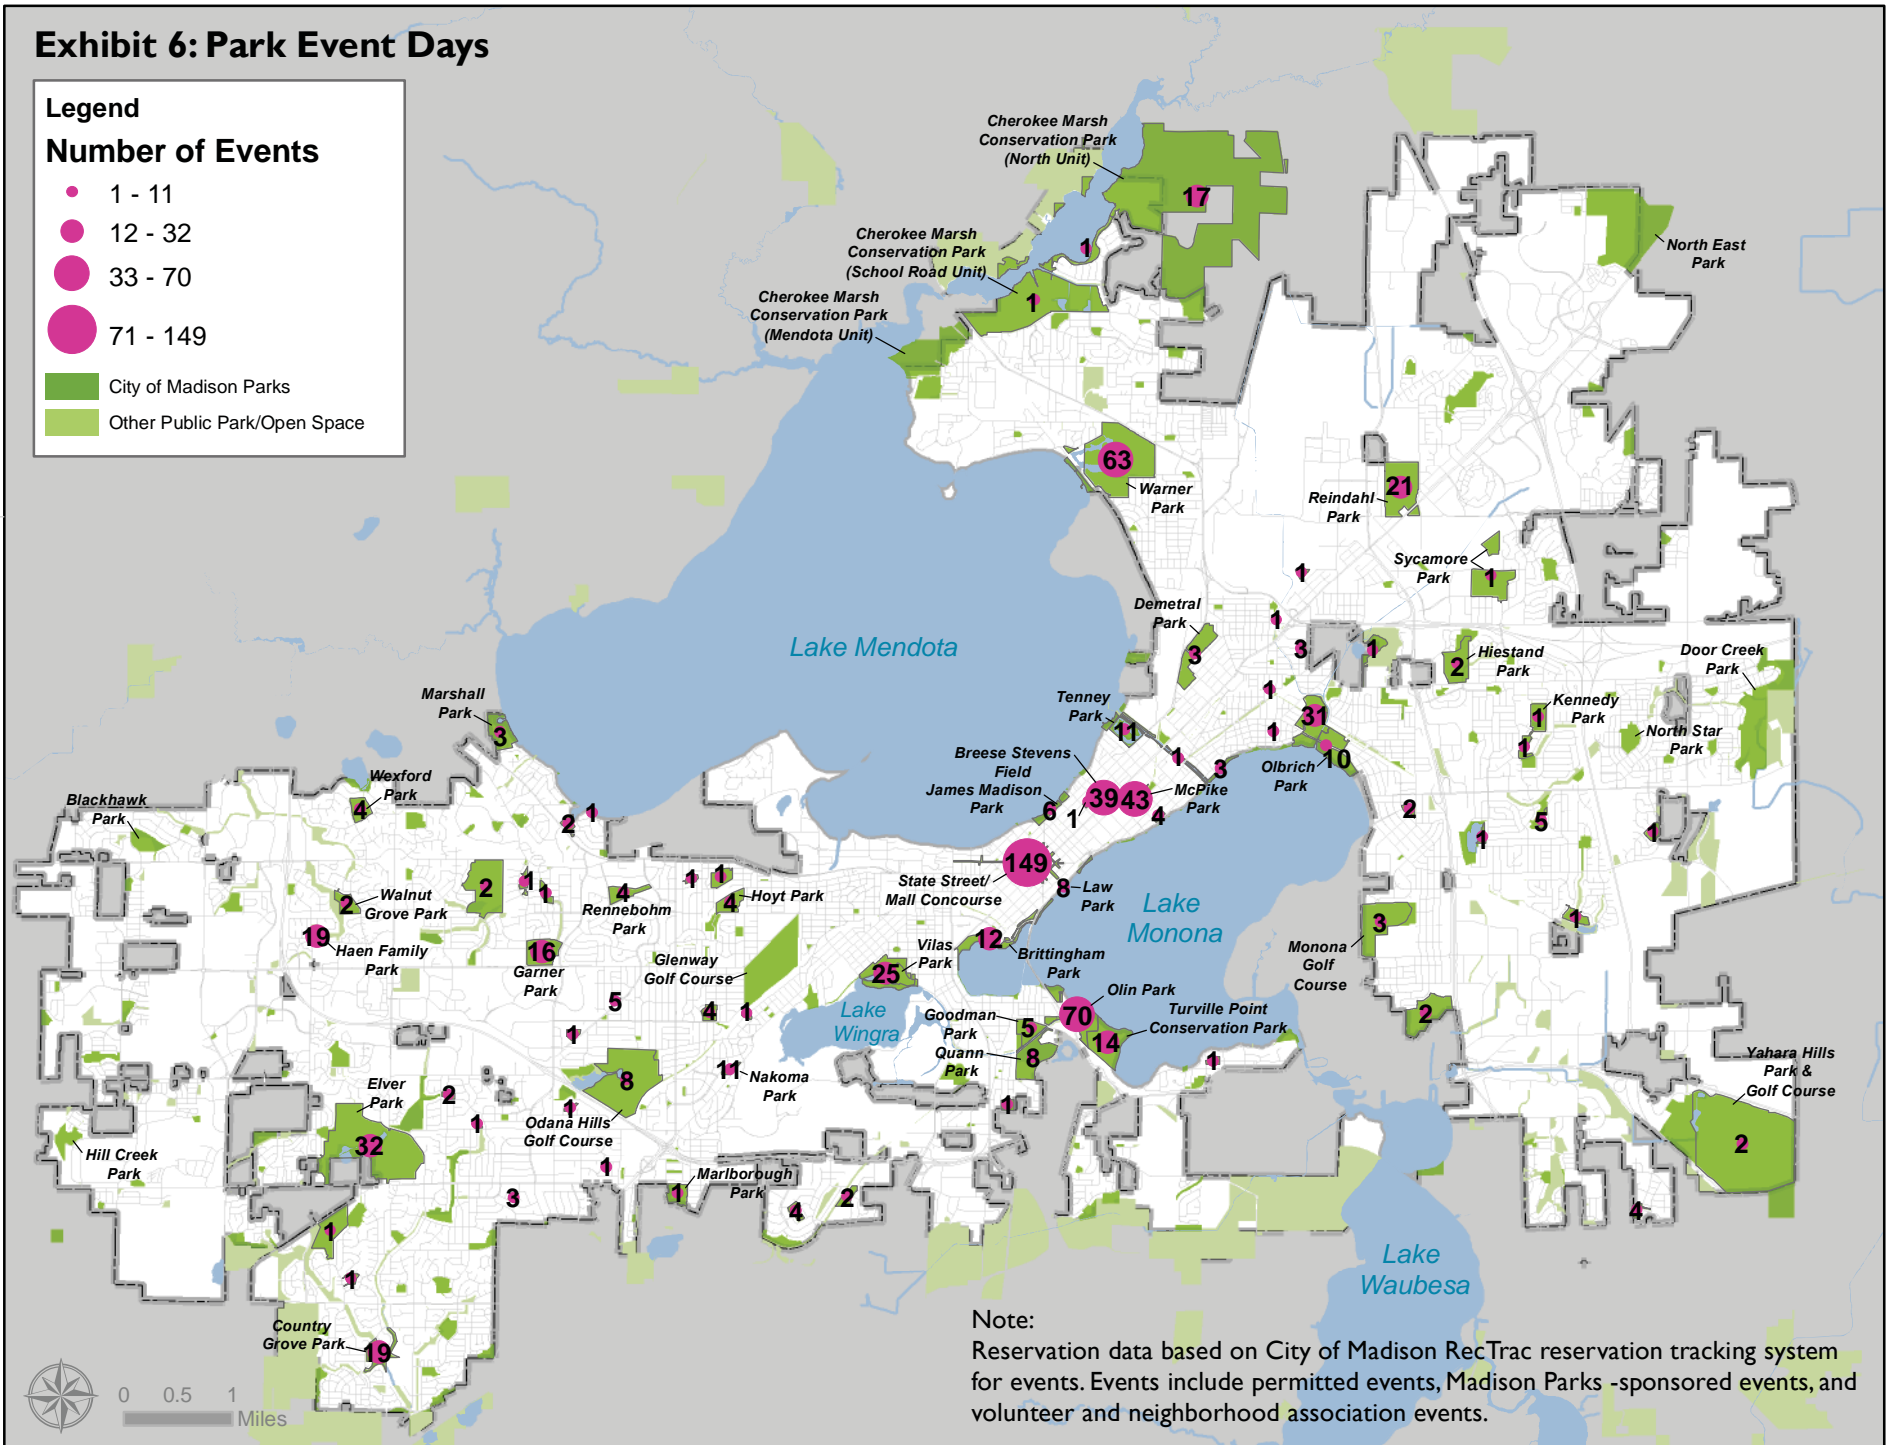 Exhibit 6: Park Event Days
Legend
Number of Events
1 - 11
12 - 32
33 - 70
71 - 149
City of Madison Parks
Other Public Park/Open Space
Cherokee Marsh
Conservation Park
(North Unit)
17
1
Cherokee Marsh
Conservation Park
(School Road Unit)
1
Cherokee Marsh
Conservation Park
(Mendota Unit)
North East
Park
63
Warner
Park
21
Reindahl
Park
Sycamore
Park
1
1
1
3
1
Demetral
Park
3
2
Hiestand
Park
Door Creek
Park
Lake Mendota
Marshall
Park
3
Tenney
Park
11
1
31
1
Kennedy
Park
1
North Star
Park
1
1
3
10
Olbrich
Park
Breese Stevens
Field
39
43
McPike
Park
James Madison
Park
6
1
4
2
5
1
1
Wexford
Park
4
Blackhawk
Park
1
2
149
State Street/
Mall Concourse
8
Law
Park
Lake
Monona
2
Walnut
Grove Park
2
1
1
4
Rennebohm
Park
1
1
4
Hoyt Park
19
Haen Family
Park
16
Garner
Park
Glenway
Golf Course
25
Vilas
Park
12
Brittingham
Park
3
Monona
Golf
Course
1
2
5
4
1
1
Lake
Wingra
Goodman
Park
5
Quann
Park
8
70
Olin Park
14
Turville Point
Conservation Park
1
1
11
Nakoma
Park
8
Odana Hills
Golf Course
1
Elver
Park
32
2
1
Hill Creek
Park
1
3
1
Marlborough
Park
4
2
Yahara Hills
Park &
Golf Course
2
4
1
1
Country
Grove Park
19
Lake
Waubesa
0 0.5 1
Miles
Note:
Reservation data based on City of Madison RecTrac reservation tracking system
for events. Events include permitted events, Madison Parks -sponsored events, and
volunteer and neighborhood association events.